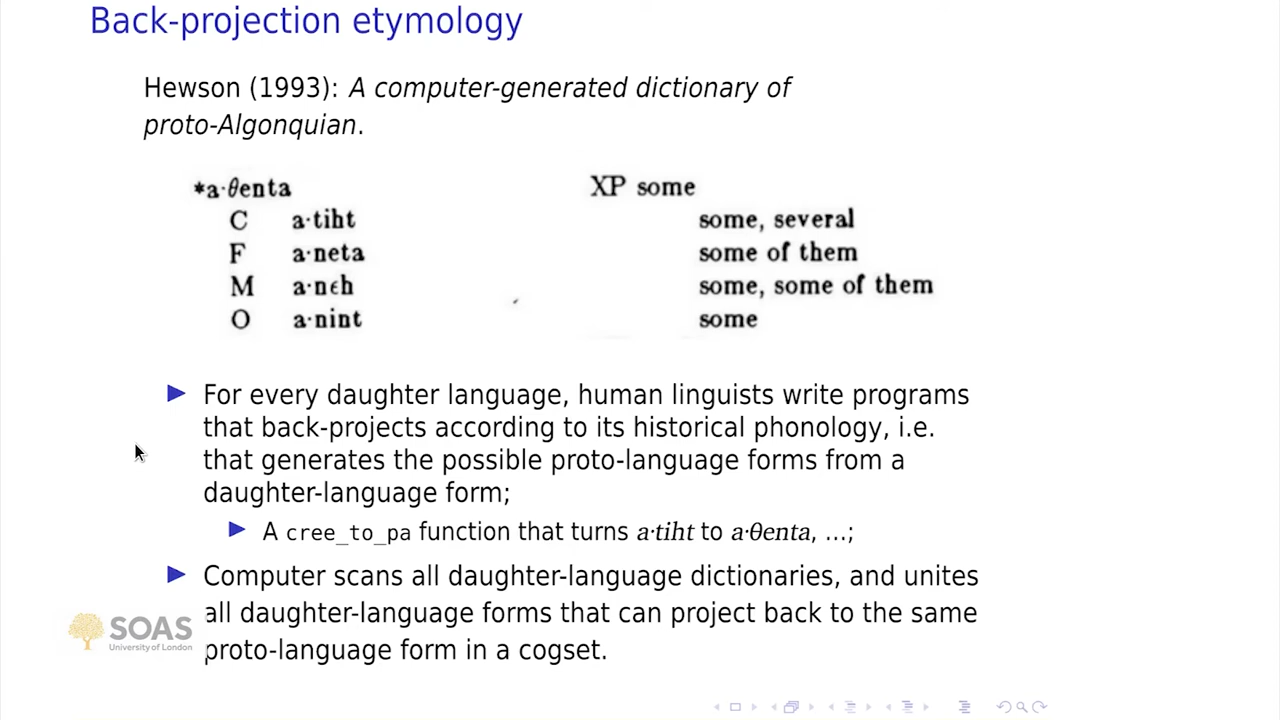 Back-projection etymology
Hewson (1993): A computer-generated dictionary of
proto-Algonquian.
*a·θenta XP some
C a·tiht some, several
F a·neta some of them
M a·nɛh some, some of them
O a·nint some
▶ For every daughter language, human linguists write programs
that back-projects according to its historical phonology, i.e.
that generates the possible proto-language forms from a
daughter-language form;
▶ A cree_to_pa function that turns a·tiht to a·θenta, …;
▶ Computer scans all daughter-language dictionaries, and unites
all daughter-language forms that can project back to the same
proto-language form in a cogset.
SOAS
University of London